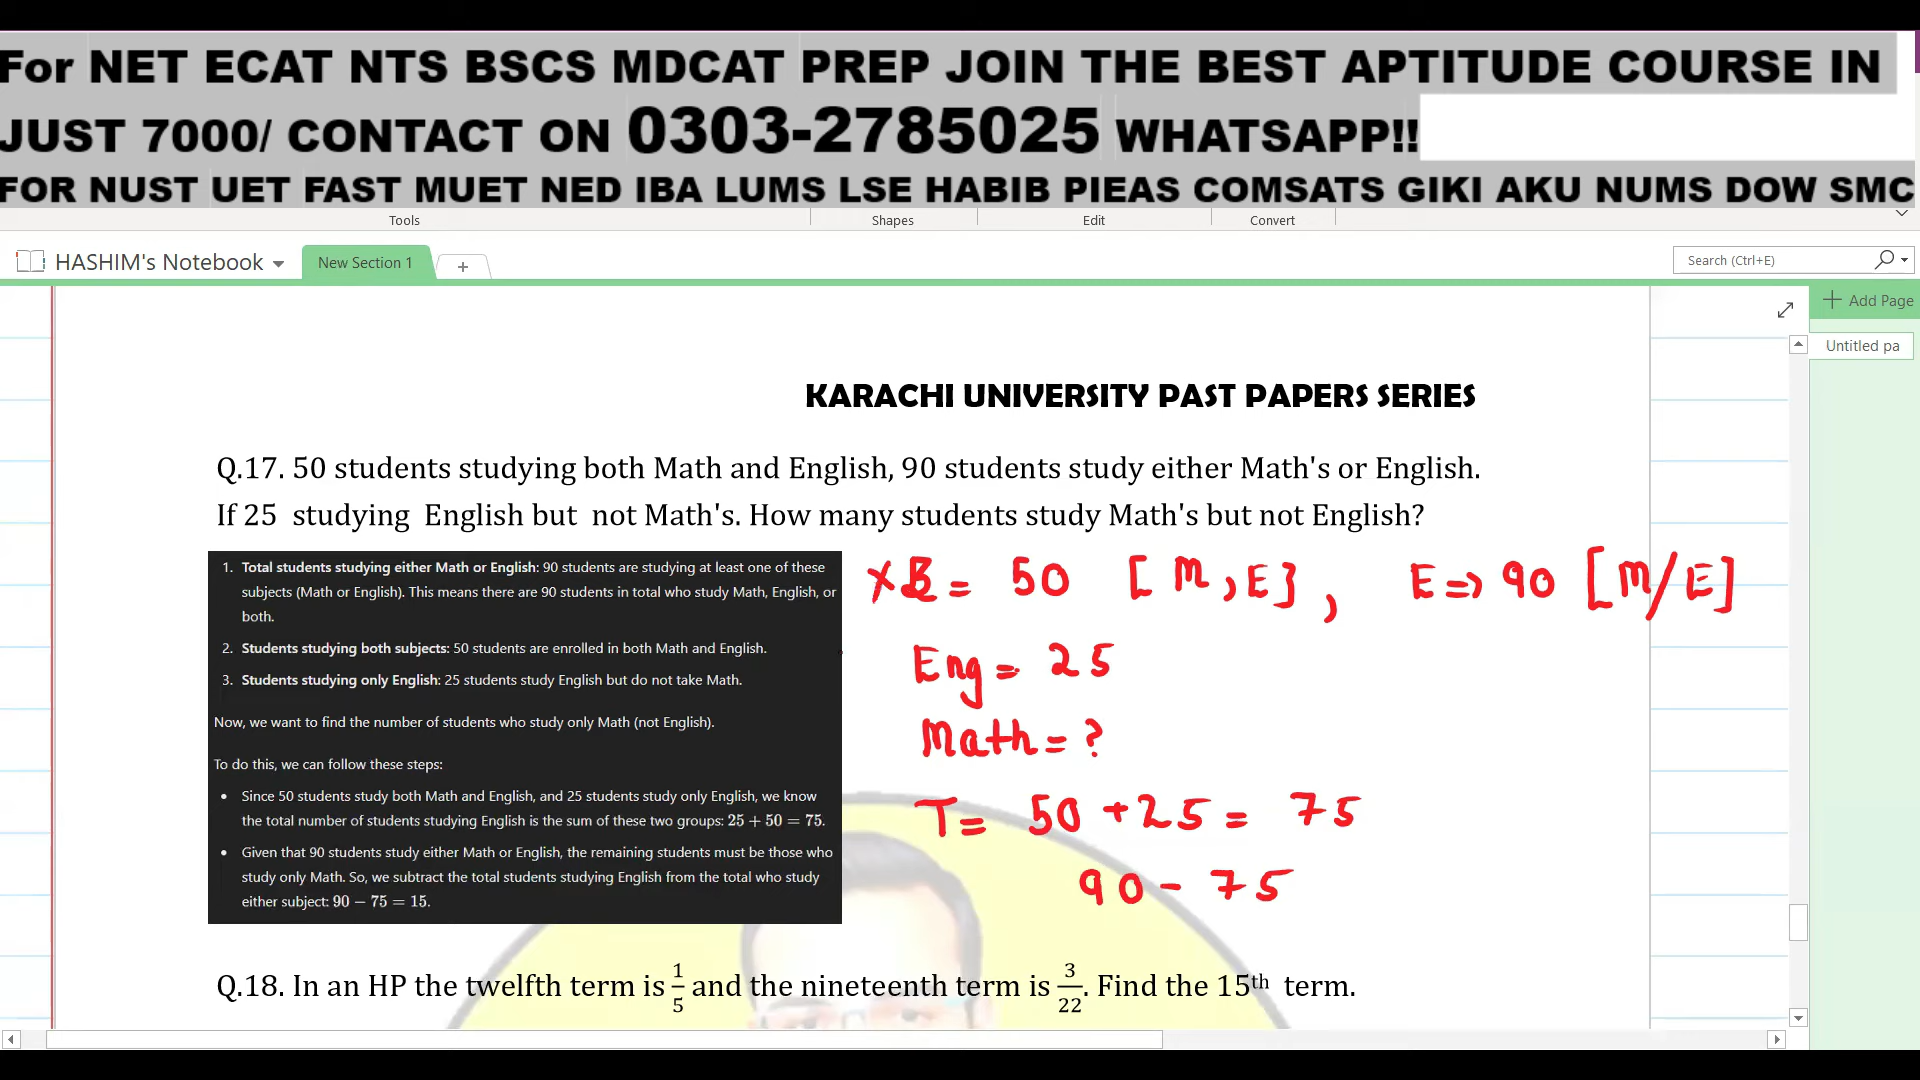 For NET ECAT NTS BSCS MDCAT PREP JOIN THE BEST APTITUDE COURSE IN
JUST 7000/ CONTACT ON 0303-2785025 WHATSAPP!!
FOR NUST UET FAST MUET NED IBA LUMS LSE HABIB PIEAS COMSATS GIKI AKU NUMS DOW SMC
Tools Shapes Edit Convert
HASHIM's Notebook New Section 1 + Search (Ctrl+E)
Add Page
Untitled pa
KARACHI UNIVERSITY PAST PAPERS SERIES
Q.17. 50 students studying both Math and English, 90 students study either Math's or English.
If 25 studying English but not Math's. How many students study Math's but not English?
1. Total students studying either Math or English: 90 students are studying at least one of these
subjects (Math or English). This means there are 90 students in total who study Math, English, or
both.
2. Students studying both subjects: 50 students are enrolled in both Math and English.
3. Students studying only English: 25 students study English but do not take Math.
Now, we want to find the number of students who study only Math (not English).
To do this, we can follow these steps:
• Since 50 students study both Math and English, and 25 students study only English, we know
the total number of students studying English is the sum of these two groups: 25 + 50 = 75.
• Given that 90 students study either Math or English, the remaining students must be those who
study only Math. So, we subtract the total students studying English from the total who study
either subject: 90 − 75 = 15.
= 50 [M, E], E => 90 [M/E]
Eng = 25
Math = ?
T = 50 + 25 = 75
90 - 75
Q.18. In an HP the twelfth term is 1/5 and the nineteenth term is 3/22. Find the 15th term.